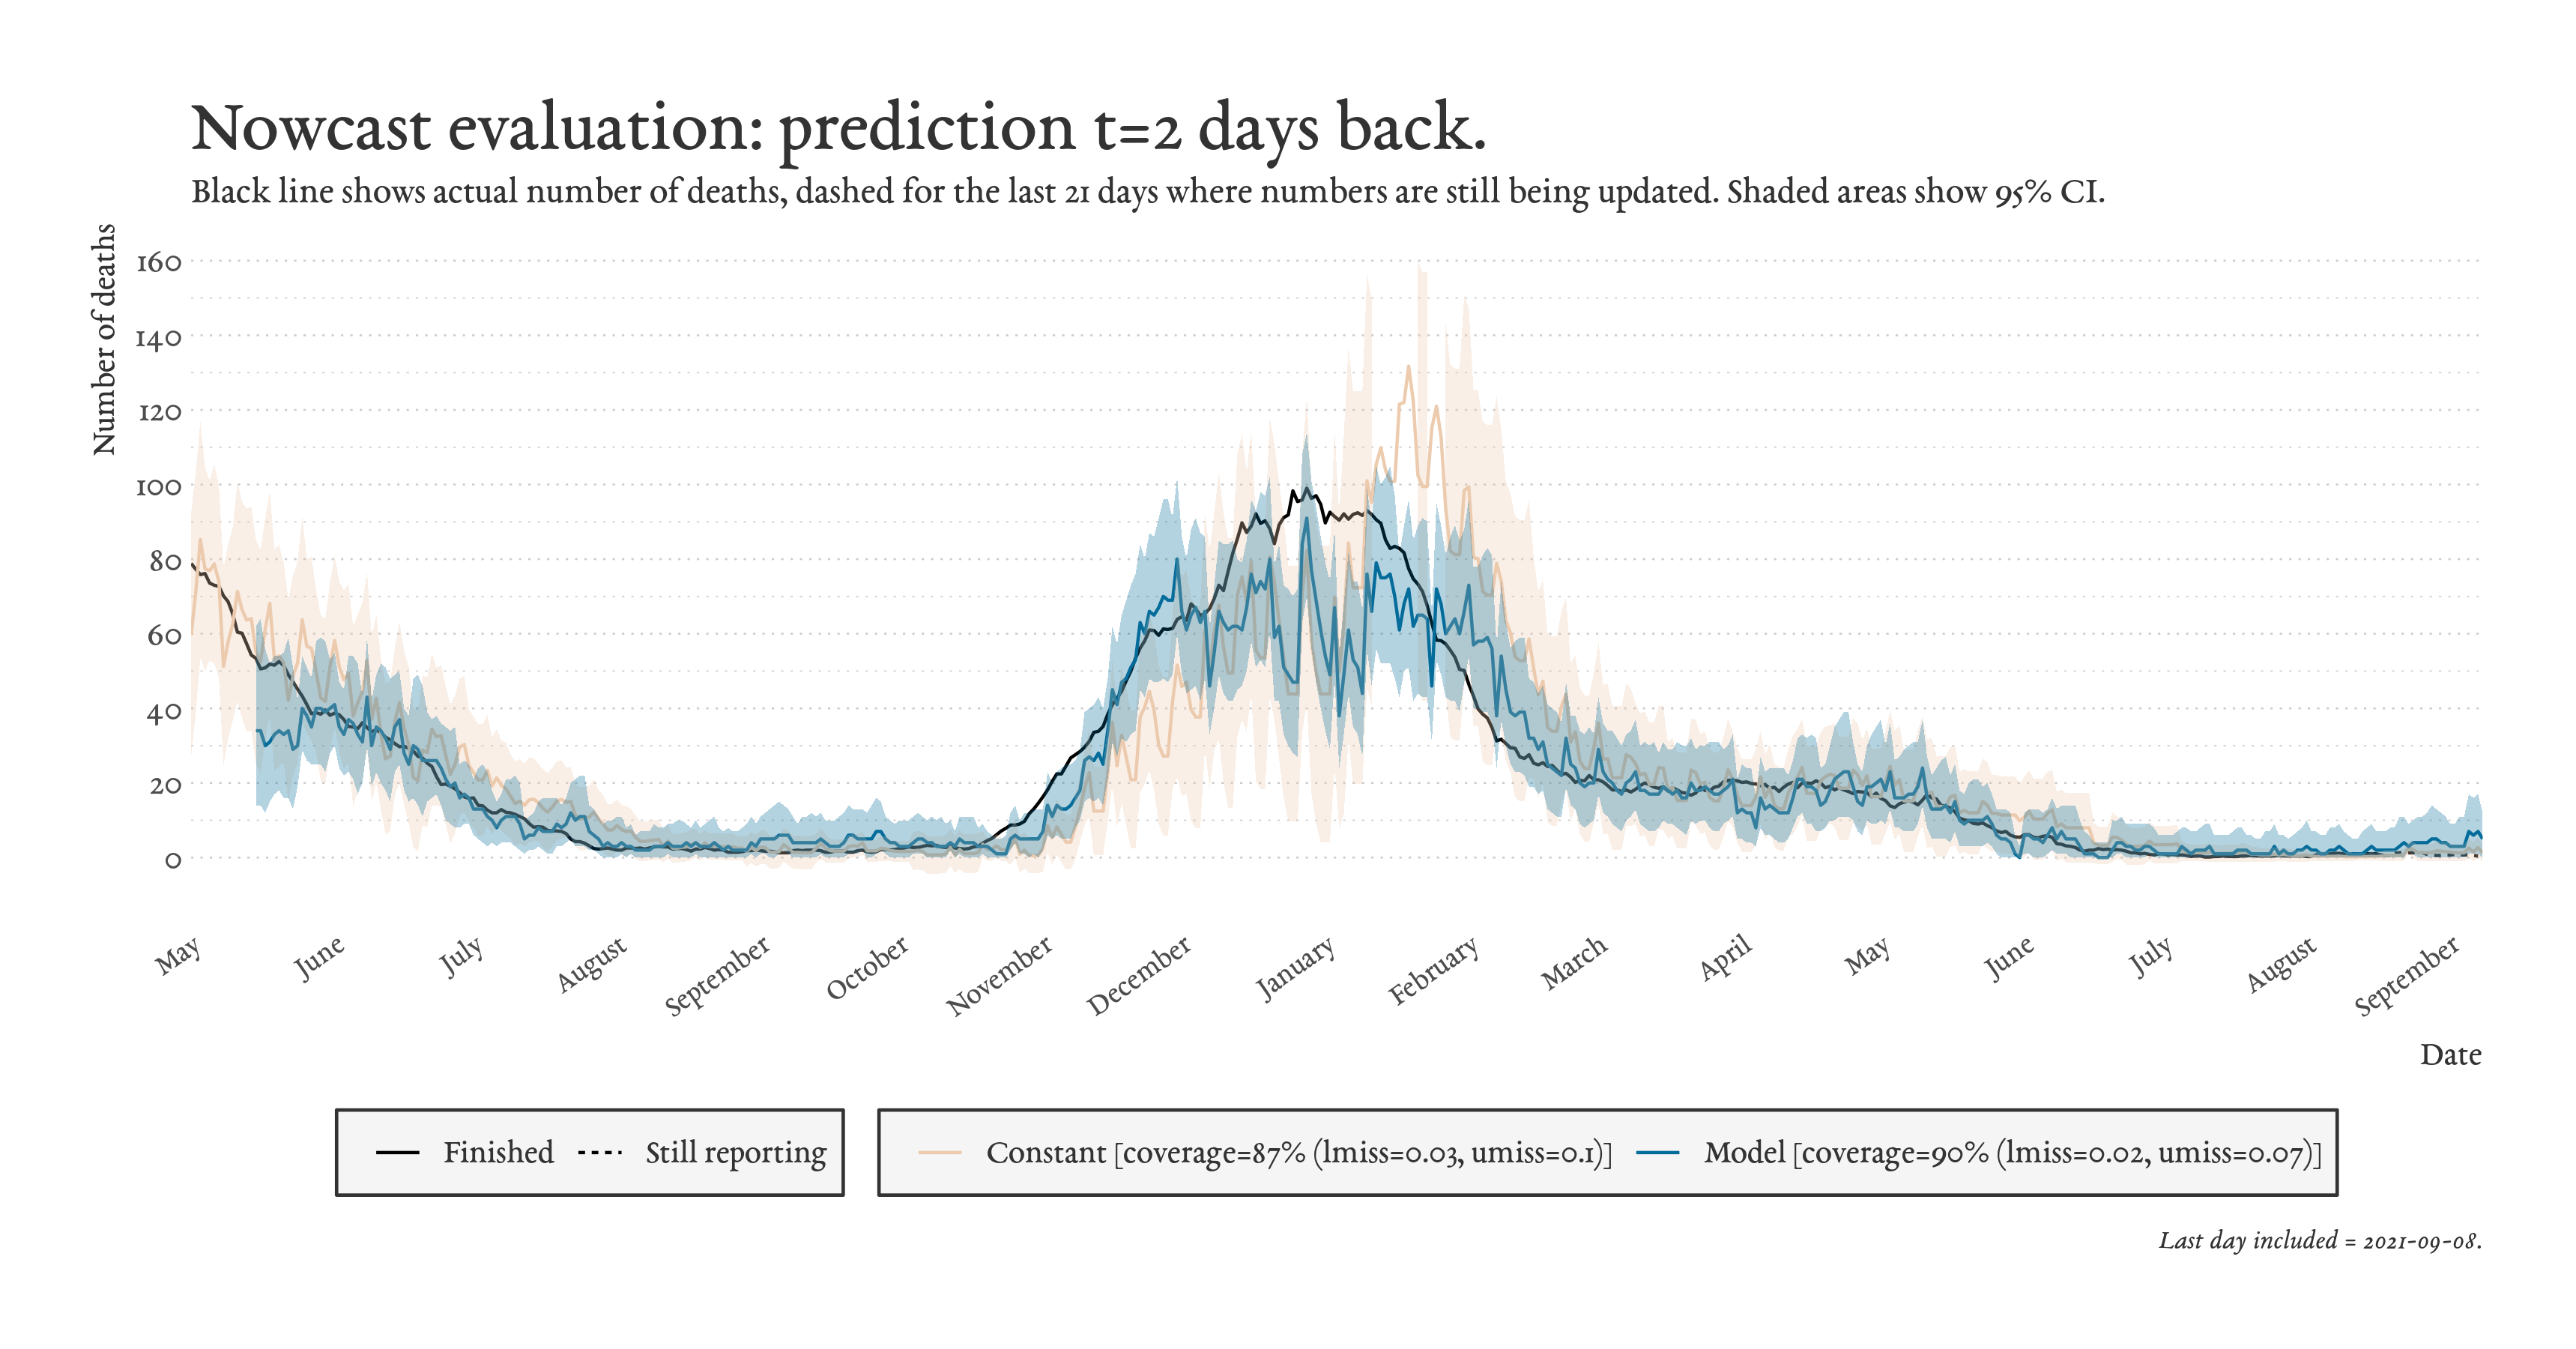 Nowcast evaluation: prediction t=2 days back.
Black line shows actual number of deaths, dashed for the last 21 days where numbers are still being updated. Shaded areas show 95% CI.
Number of deaths
160
140
120
100
80
60
40
20
0
May June July August September October November December January February March April May June July August September
Date
Finished Still reporting
Constant [coverage=87% (lmiss=0.03, umiss=0.1)] Model [coverage=90% (lmiss=0.02, umiss=0.07)]
Last day included = 2021-09-08.